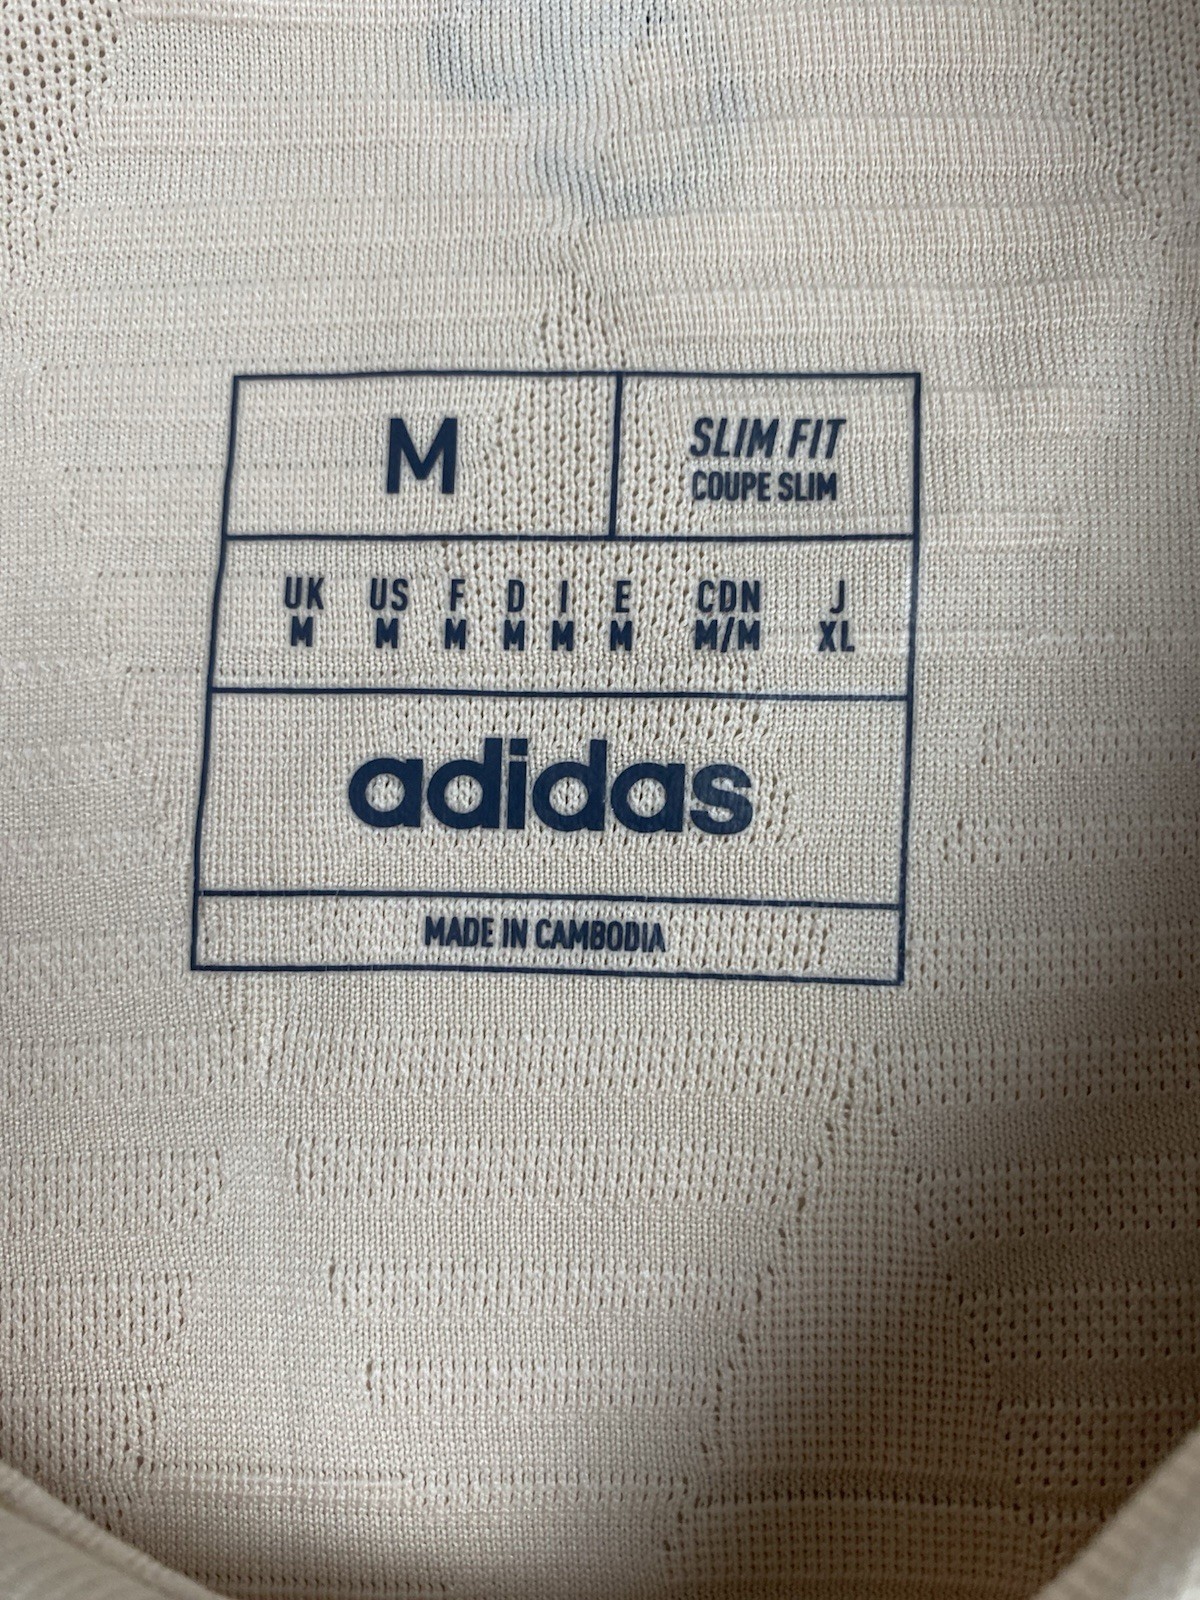 M
SLIM FIT
COUPE SLIM
UK US F D I E CDN J
M M M M M M M/M XL
adidas
MADE IN CAMBODIA